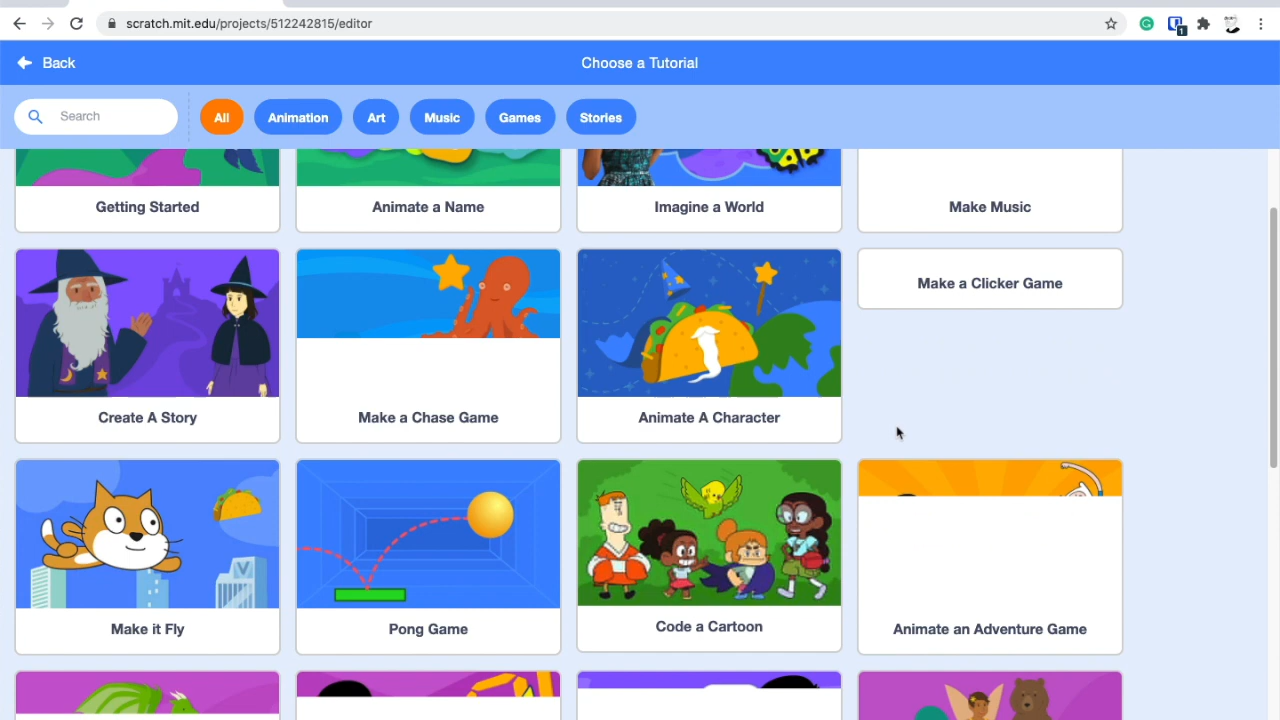 scratch.mit.edu/projects/512242815/editor
1
Back
Choose a Tutorial
Search
All
Animation
Art
Music
Games
Stories
Getting Started
Animate a Name
Imagine a World
Make Music
Create A Story
Make a Chase Game
Animate A Character
Make a Clicker Game
Make it Fly
Pong Game
Code a Cartoon
Animate an Adventure Game